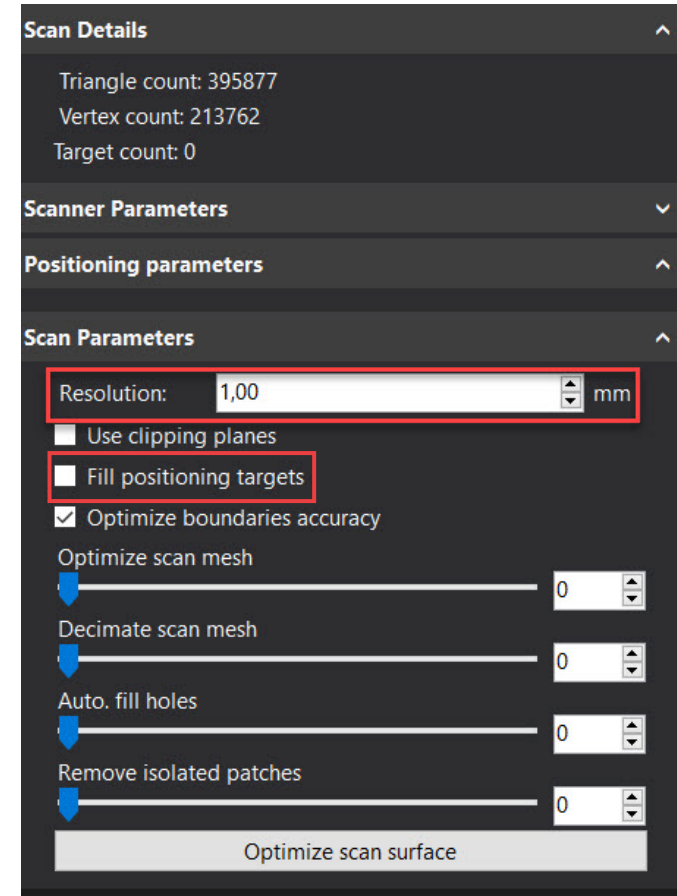 Scan Details
Triangle count: 395877
Vertex count: 213762
Target count: 0
Scanner Parameters
Positioning parameters
Scan Parameters
Resolution: 1,00 mm
Use clipping planes
Fill positioning targets
Optimize boundaries accuracy
Optimize scan mesh
0
Decimate scan mesh
0
Auto. fill holes
0
Remove isolated patches
0
Optimize scan surface